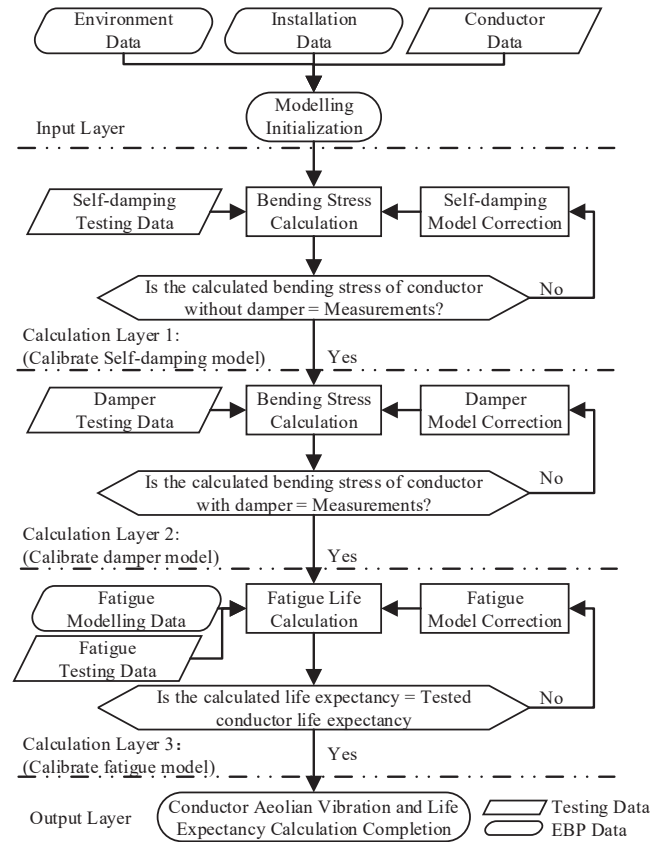 Environment
Data
Installation
Data
Conductor
Data
Modelling
Initialization
Input Layer
Self-damping
Testing Data
Bending Stress
Calculation
Self-damping
Model Correction
Is the calculated bending stress of conductor
without damper = Measurements?
No
Calculation Layer 1:
(Calibrate Self-damping model)
Yes
Damper
Testing Data
Bending Stress
Calculation
Damper
Model Correction
Is the calculated bending stress of conductor
with damper = Measurements?
No
Calculation Layer 2:
(Calibrate damper model)
Yes
Fatigue
Modelling Data
Fatigue
Testing Data
Fatigue Life
Calculation
Fatigue
Model Correction
Is the calculated life expectancy = Tested
conductor life expectancy
No
Calculation Layer 3：
(Calibrate fatigue model)
Yes
Output Layer
Conductor Aeolian Vibration and Life
Expectancy Calculation Completion
Testing Data
EBP Data